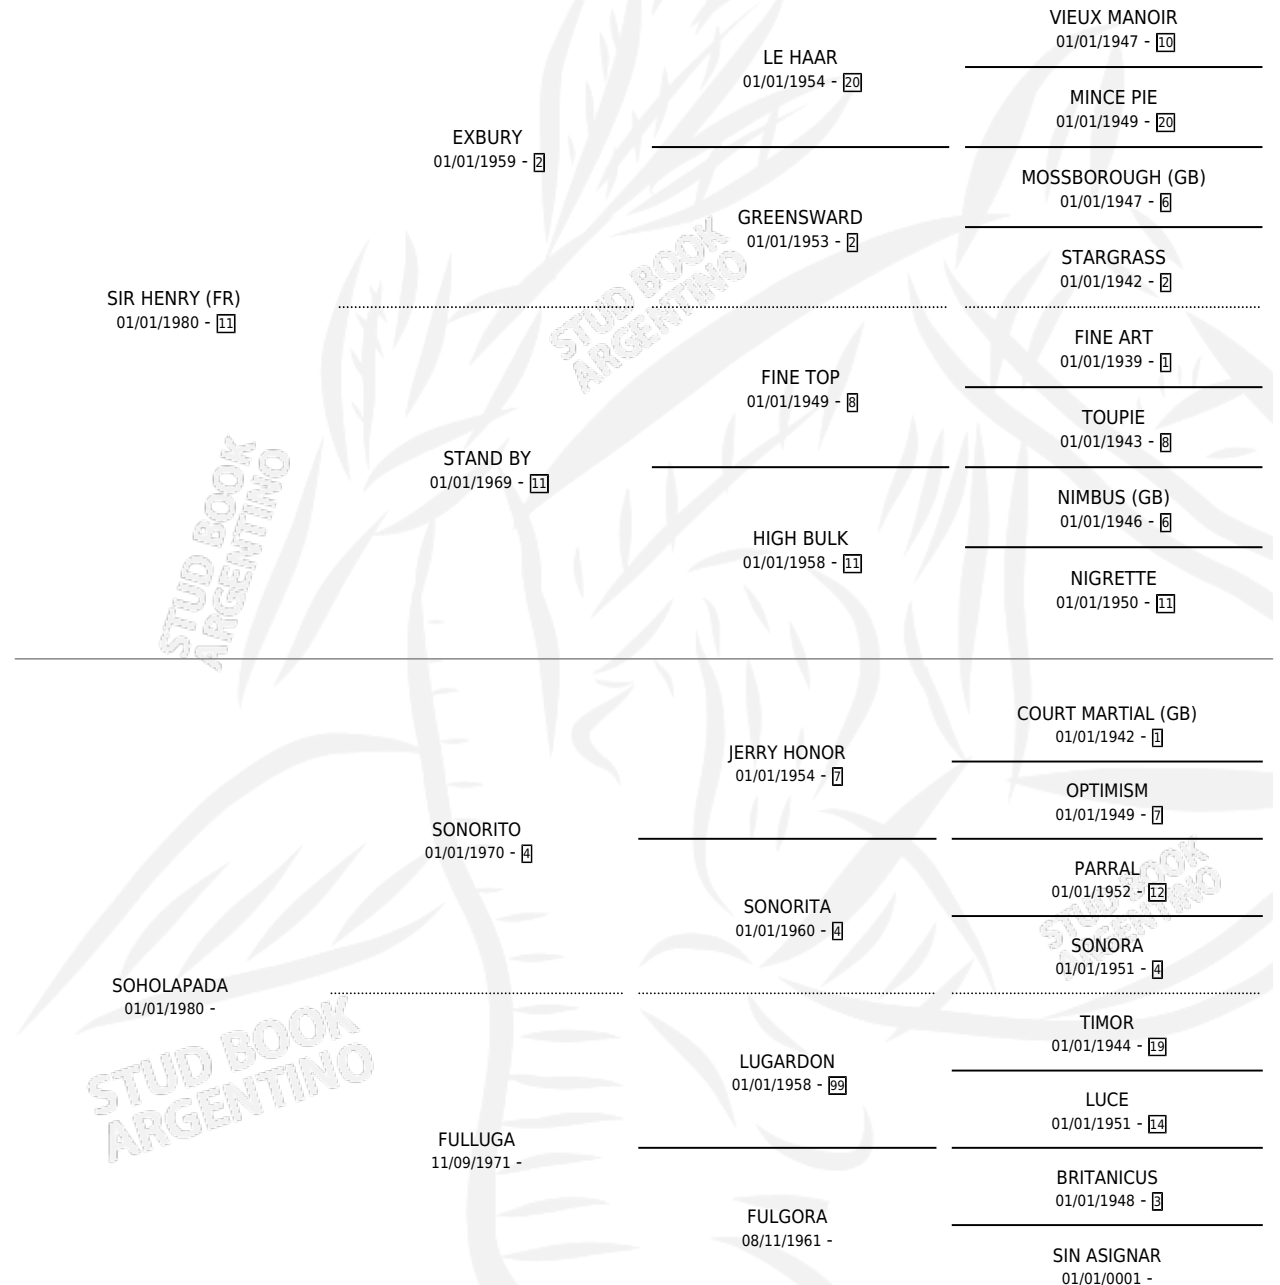 VIEUX MANOIR
01/01/1947 - 10
LE HAAR
01/01/1954 - 20
MINCE PIE
01/01/1949 - 20
EXBURY
01/01/1959 - 2
MOSSBOROUGH (GB)
01/01/1947 - 6
GREENSWARD
01/01/1953 - 2
STARGRASS
01/01/1942 - 2
SIR HENRY (FR)
01/01/1980 - 11
FINE ART
01/01/1939 - 1
FINE TOP
01/01/1949 - 8
TOUPIE
01/01/1943 - 8
STAND BY
01/01/1969 - 11
NIMBUS (GB)
01/01/1946 - 6
HIGH BULK
01/01/1958 - 11
NIGRETTE
01/01/1950 - 11
COURT MARTIAL (GB)
01/01/1942 - 1
JERRY HONOR
01/01/1954 - 7
OPTIMISM
01/01/1949 - 7
SONORITO
01/01/1970 - 4
PARRAL
01/01/1952 - 12
SONORITA
01/01/1960 - 4
SONORA
01/01/1951 - 4
SOHOLAPADA
01/01/1980 -
TIMOR
01/01/1944 - 19
LUGARDON
01/01/1958 - 99
LUCE
01/01/1951 - 14
FULLUGA
11/09/1971 -
BRITANICUS
01/01/1948 - 3
FULGORA
08/11/1961 -
SIN ASIGNAR
01/01/0001 -
STUD BOOK
ARGENTINO
STUD BOOK
ARGENTINO
STUD BOOK
ARGENTINO
STUD BOOK
ARGENTINO